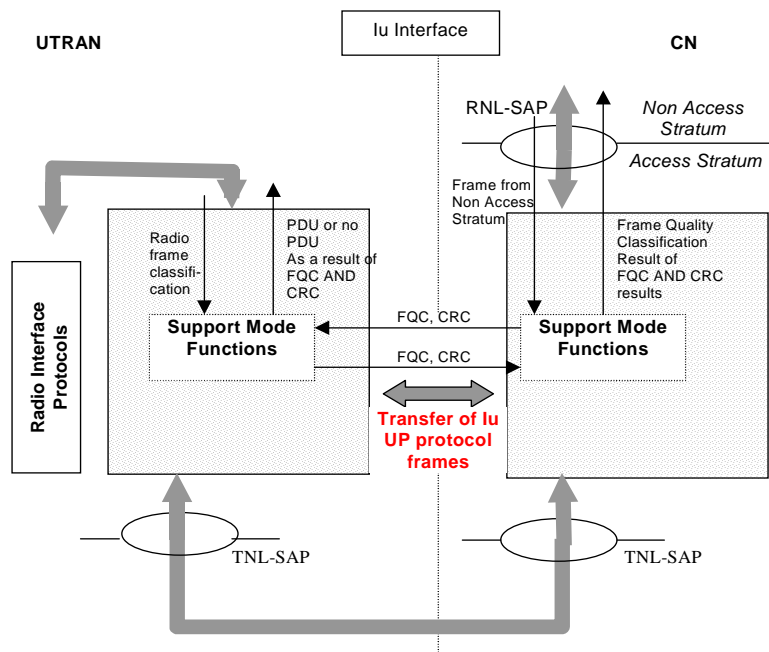 Iu Interface
UTRAN
CN
RNL-SAP
Non Access
Stratum
Access Stratum
Frame from
Non Access
Stratum
Radio
frame
classifi-
cation
PDU or no
PDU
As a result of
FQC AND
CRC
Frame Quality
Classification
Result of
FQC AND CRC
results
Radio Interface
Protocols
Support Mode
Functions
FQC, CRC
FQC, CRC
Support Mode
Functions
Transfer of Iu
UP protocol
frames
TNL-SAP
TNL-SAP